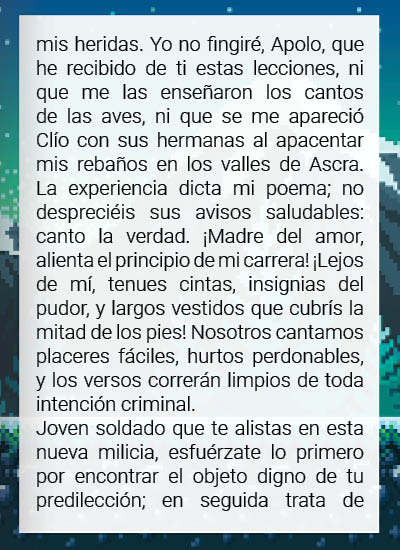 mis heridas. Yo no fingiré, Apolo, que
he recibido de ti estas lecciones, ni
que me las enseñaron los cantos
de las aves, ni que se me apareció
Clío con sus hermanas al apacentar
mis rebaños en los valles de Ascra.
La experiencia dicta mi poema; no
despreciéis sus avisos saludables:
canto la verdad. ¡Madre del amor,
alienta el principio de mi carrera! ¡Lejos
de mí, tenues cintas, insignias del
pudor, y largos vestidos que cubrís la
mitad de los pies! Nosotros cantamos
placeres fáciles, hurtos perdonables,
y los versos correrán limpios de toda
intención criminal.
Joven soldado que te alistas en esta
nueva milicia, esfuérzate lo primero
por encontrar el objeto digno de tu
predilección; en seguida trata de